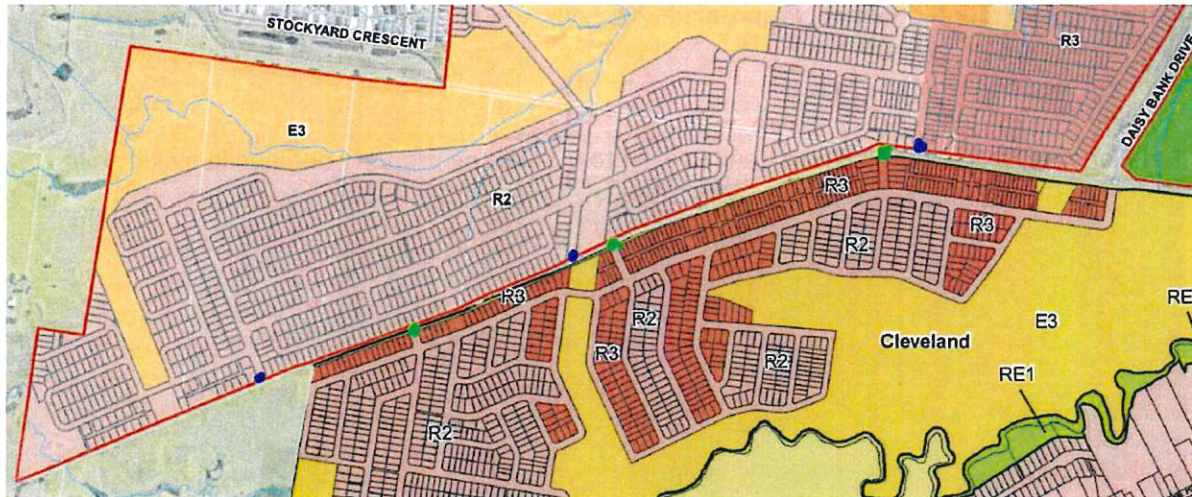 STOCKYARD CRESCENT
R3
DAISY BANK DRIVE
E3
R2
R3
R2
R3
R3
R2
R3
R2
R2
Cleveland
E3
RE
RE1